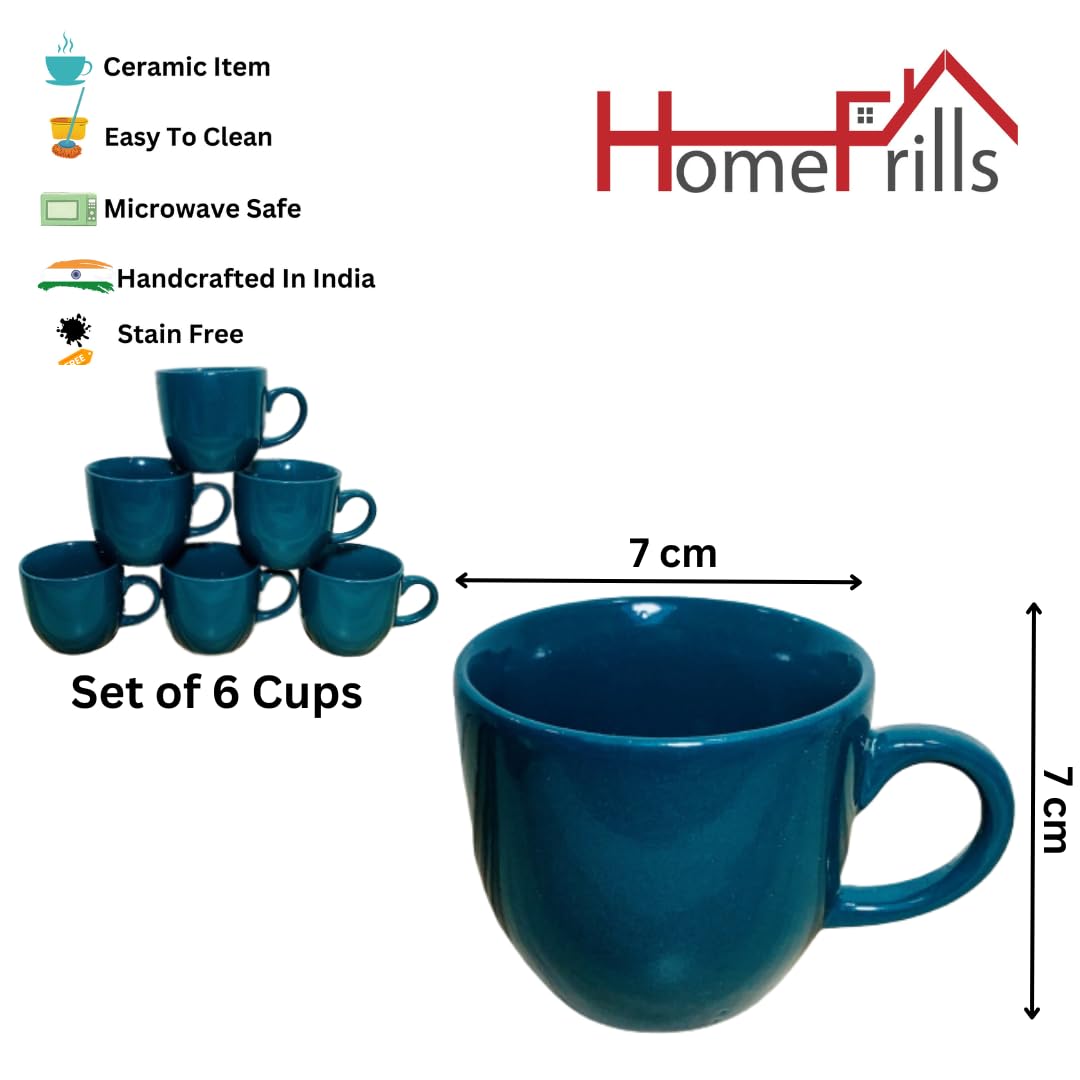 Ceramic Item
Easy To Clean
Microwave Safe
Handcrafted In India
Stain Free
FREE
HomeFrills
Set of 6 Cups
7 cm
7 cm